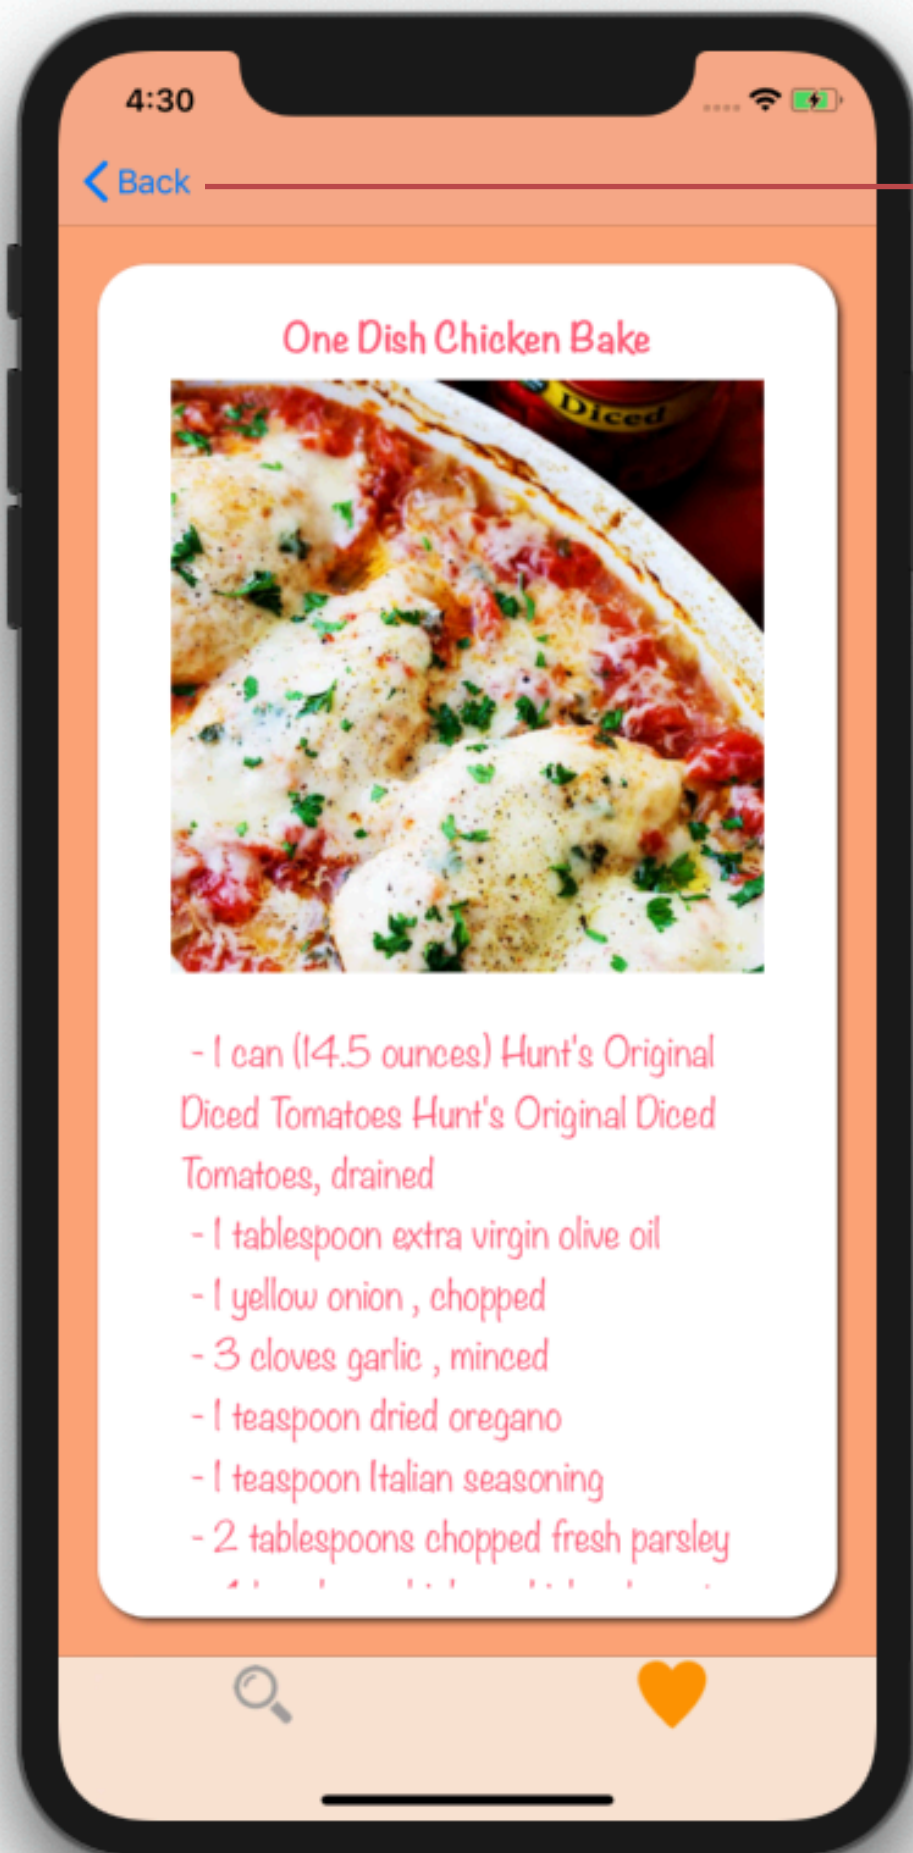 4:30
Back
One Dish Chicken Bake
Diced
- 1 can (14.5 ounces) Hunt's Original
Diced Tomatoes Hunt's Original Diced
Tomatoes, drained
- 1 tablespoon extra virgin olive oil
- 1 yellow onion , chopped
- 3 cloves garlic , minced
- 1 teaspoon dried oregano
- 1 teaspoon Italian seasoning
- 2 tablespoons chopped fresh parsley